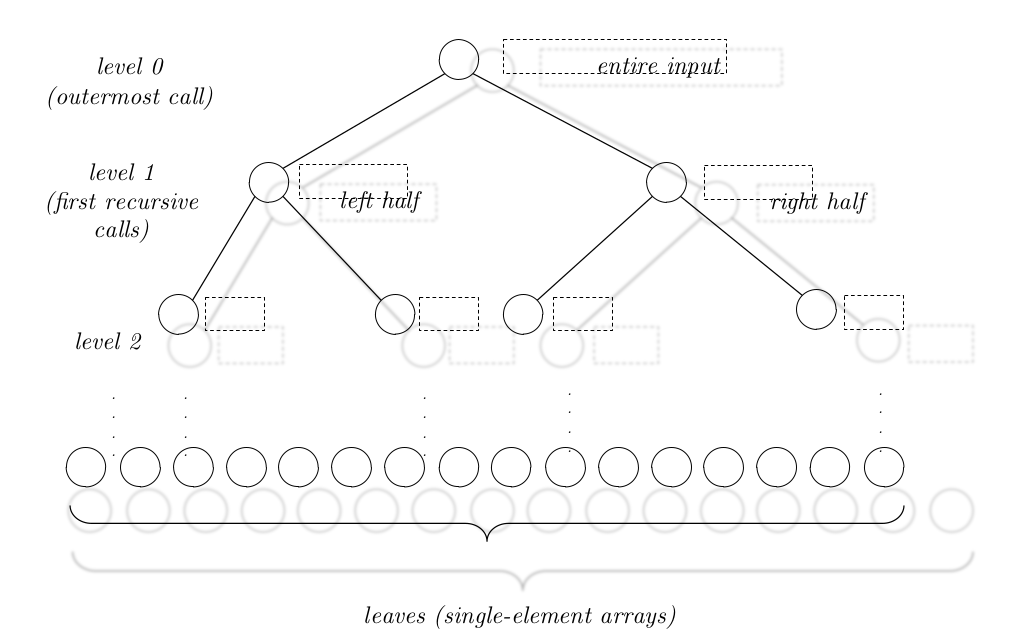 level 0
(outermost call)
entire input
level 1
(first recursive
calls)
left half
right half
level 2
leaves (single-element arrays)